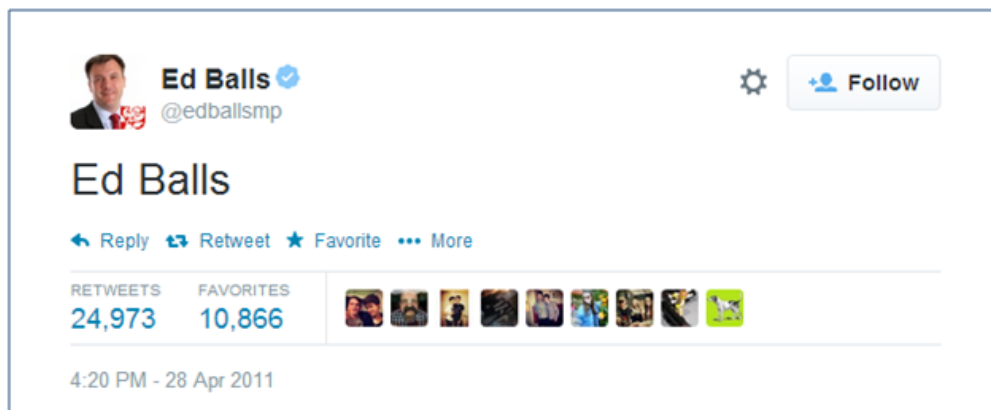 Ed Balls
@edballsmp
Follow
Ed Balls
Reply Retweet Favorite More
RETWEETS FAVORITES
24,973 10,866
4:20 PM - 28 Apr 2011